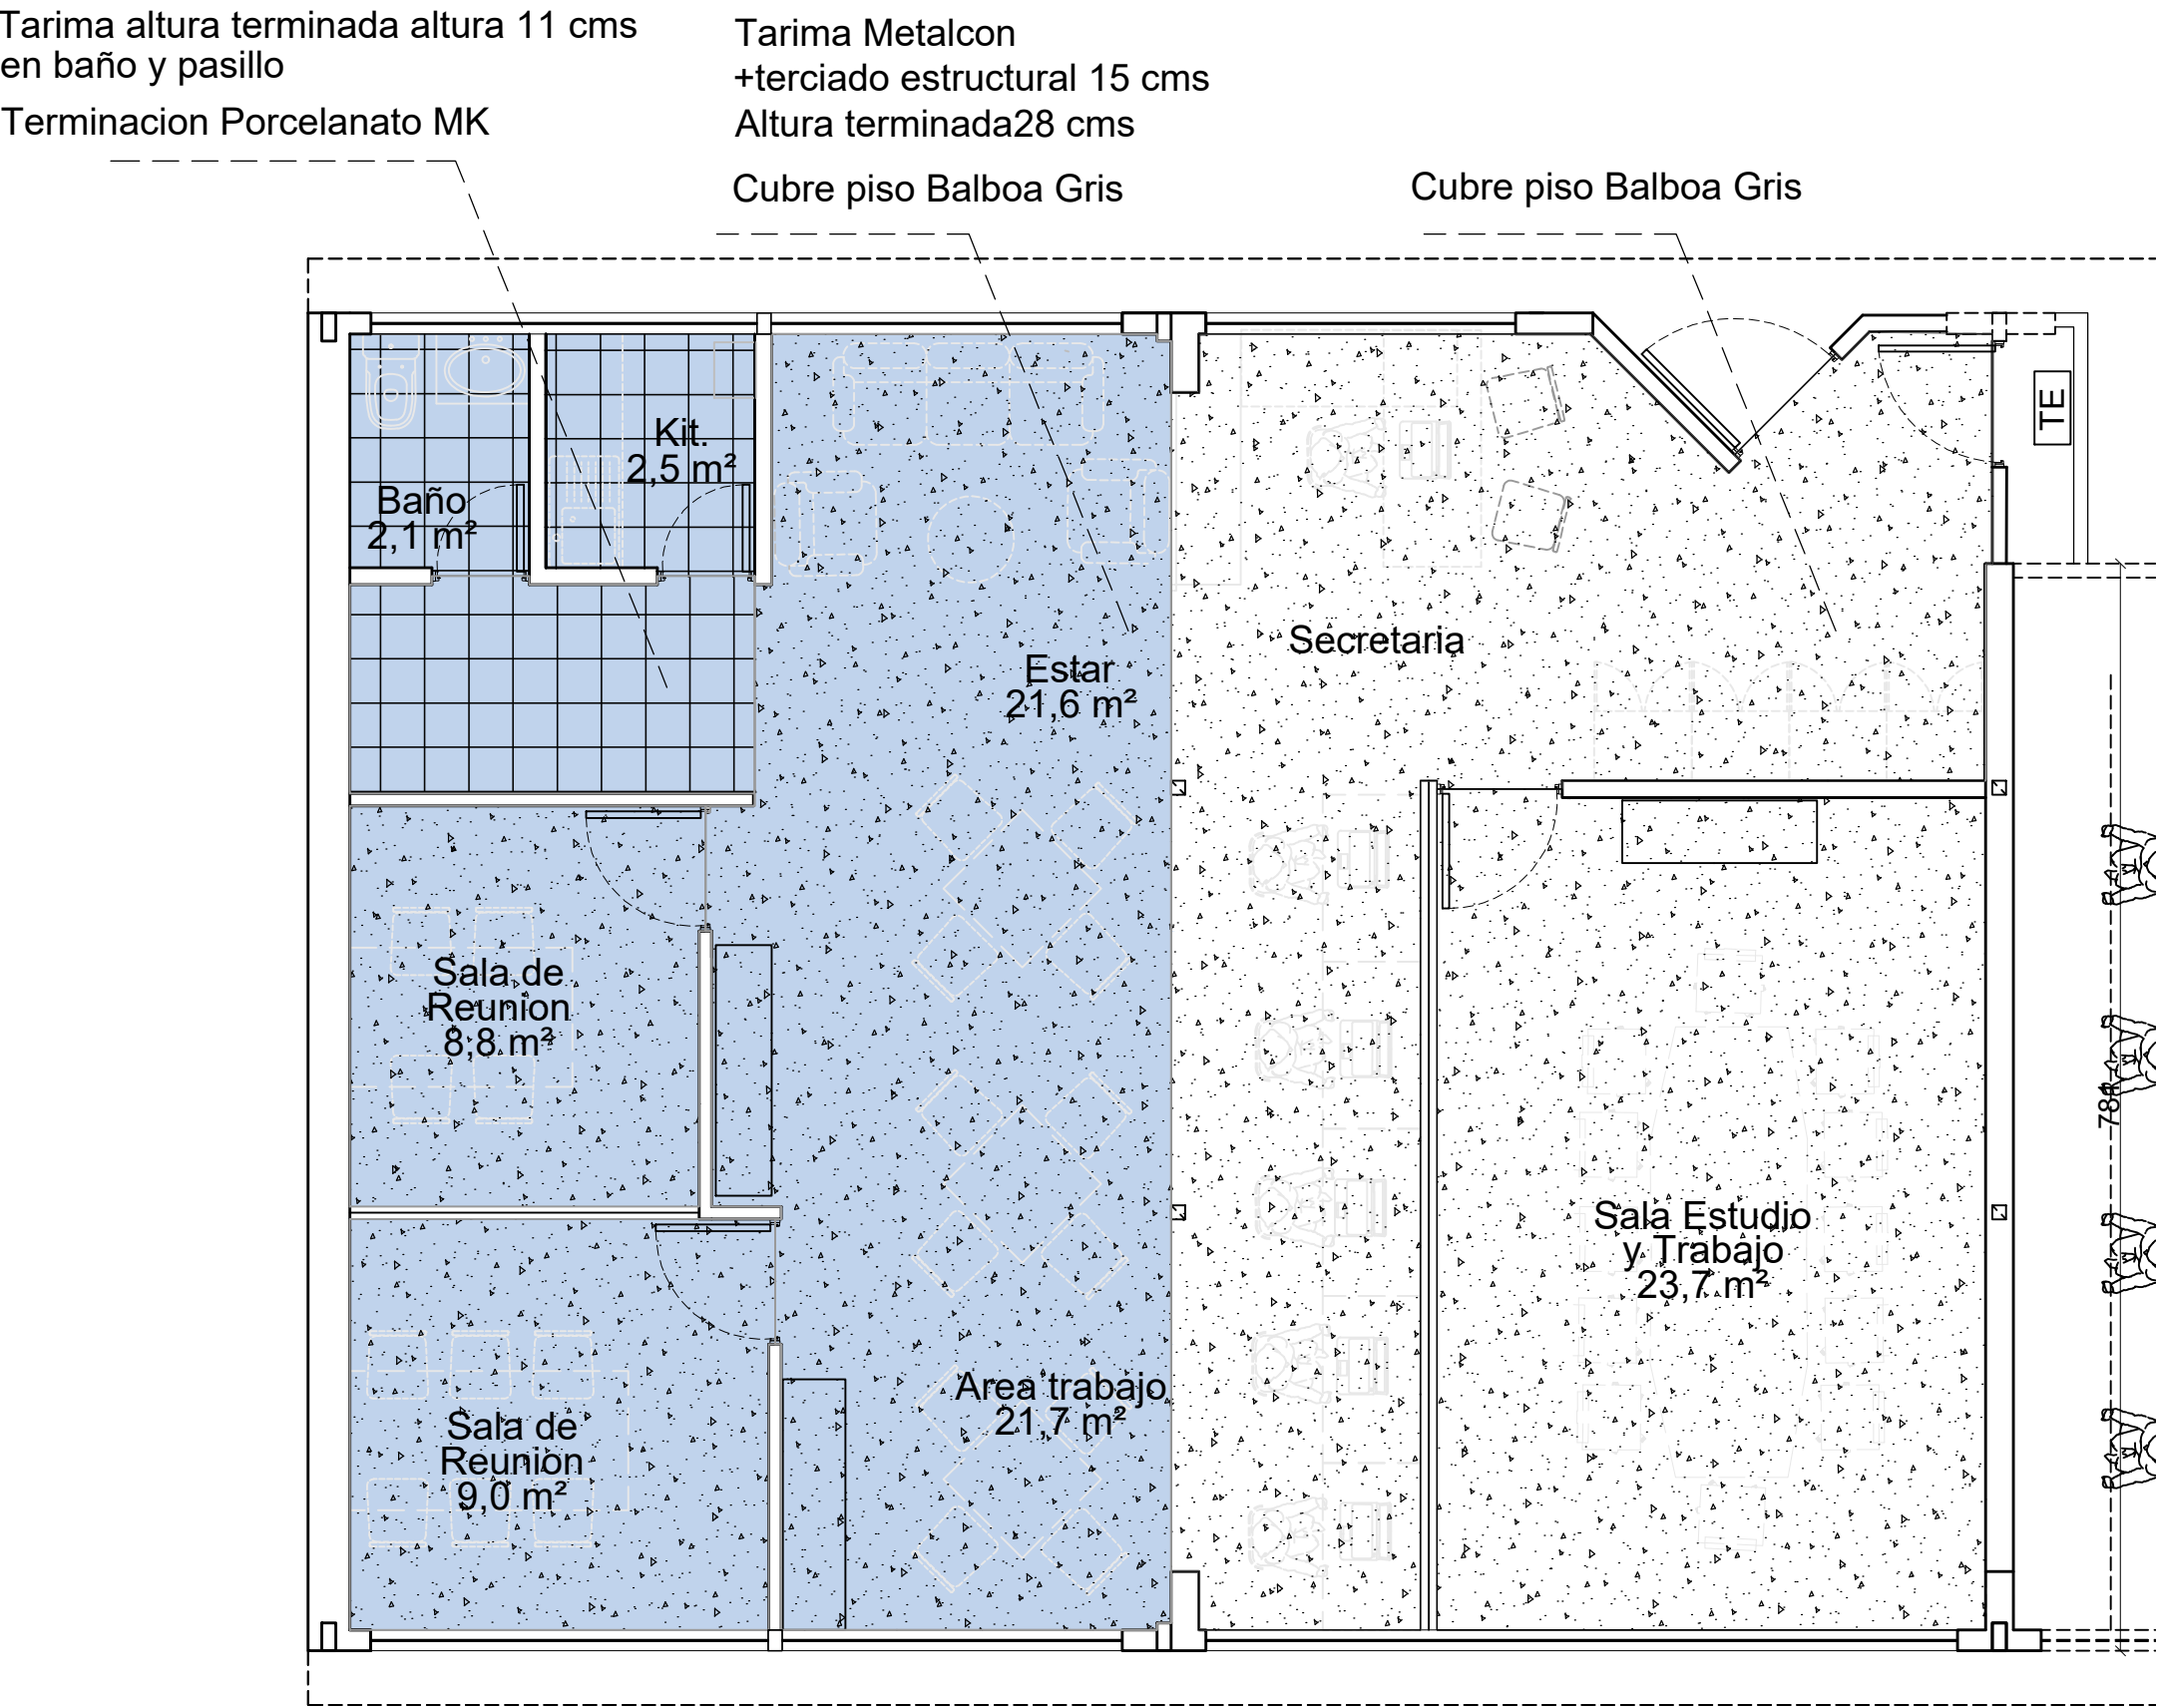 Tarima altura terminada altura 11 cms
en baño y pasillo
Terminacion Porcelanato MK
Tarima Metalcon
+terciado estructural 15 cms
Altura terminada28 cms
Cubre piso Balboa Gris
Cubre piso Balboa Gris
TE
Kit.
2,5 m²
Baño
2,1 m²
Secretaria
Estar
21,6 m²
Sala de
Reunion
8,8 m²
Sala Estudio
y Trabajo
23,7 m²
Area trabajo
21,7 m²
Sala de
Reunion
9,0 m²